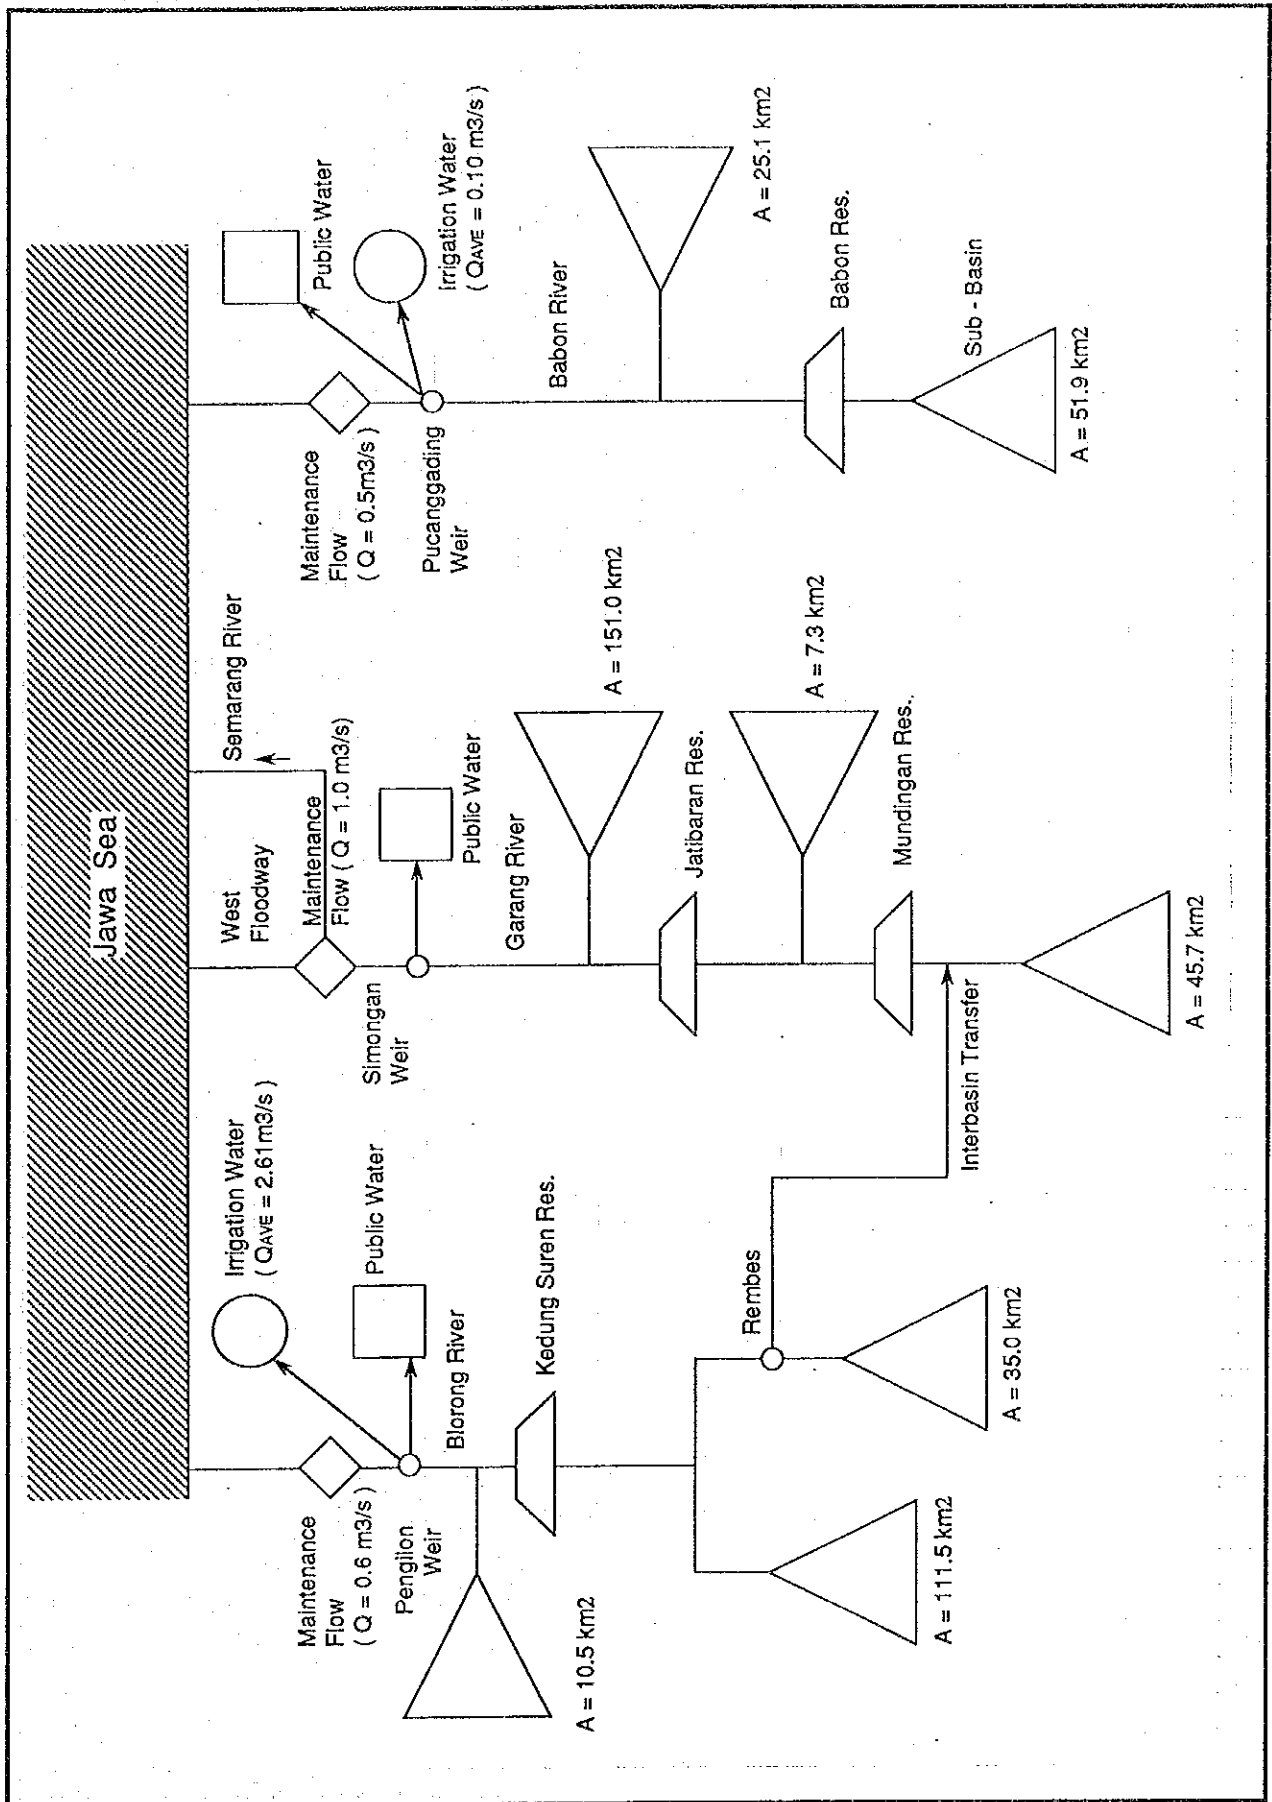 Jawa Sea
Irrigation Water
( QAVE = 2.61m3/s )
West
Floodway
Semarang River
Public Water
Maintenance
Flow
( Q = 0.6 m3/s )
Public Water
Maintenance
Flow ( Q = 1.0 m3/s)
Maintenance
Flow
( Q = 0.5m3/s )
Irrigation Water
( QAVE = 0.10 m3/s )
Pengilon
Weir
Blorong River
Simongan
Weir
Public Water
Pucanggading
Weir
Garang River
Babon River
A = 10.5 km2
Kedung Suren Res.
A = 151.0 km2
Jatibaran Res.
A = 25.1 km2
Rembes
A = 7.3 km2
Babon Res.
Mundingan Res.
A = 111.5 km2
A = 35.0 km2
Interbasin Transfer
Sub - Basin
A = 45.7 km2
A = 51.9 km2